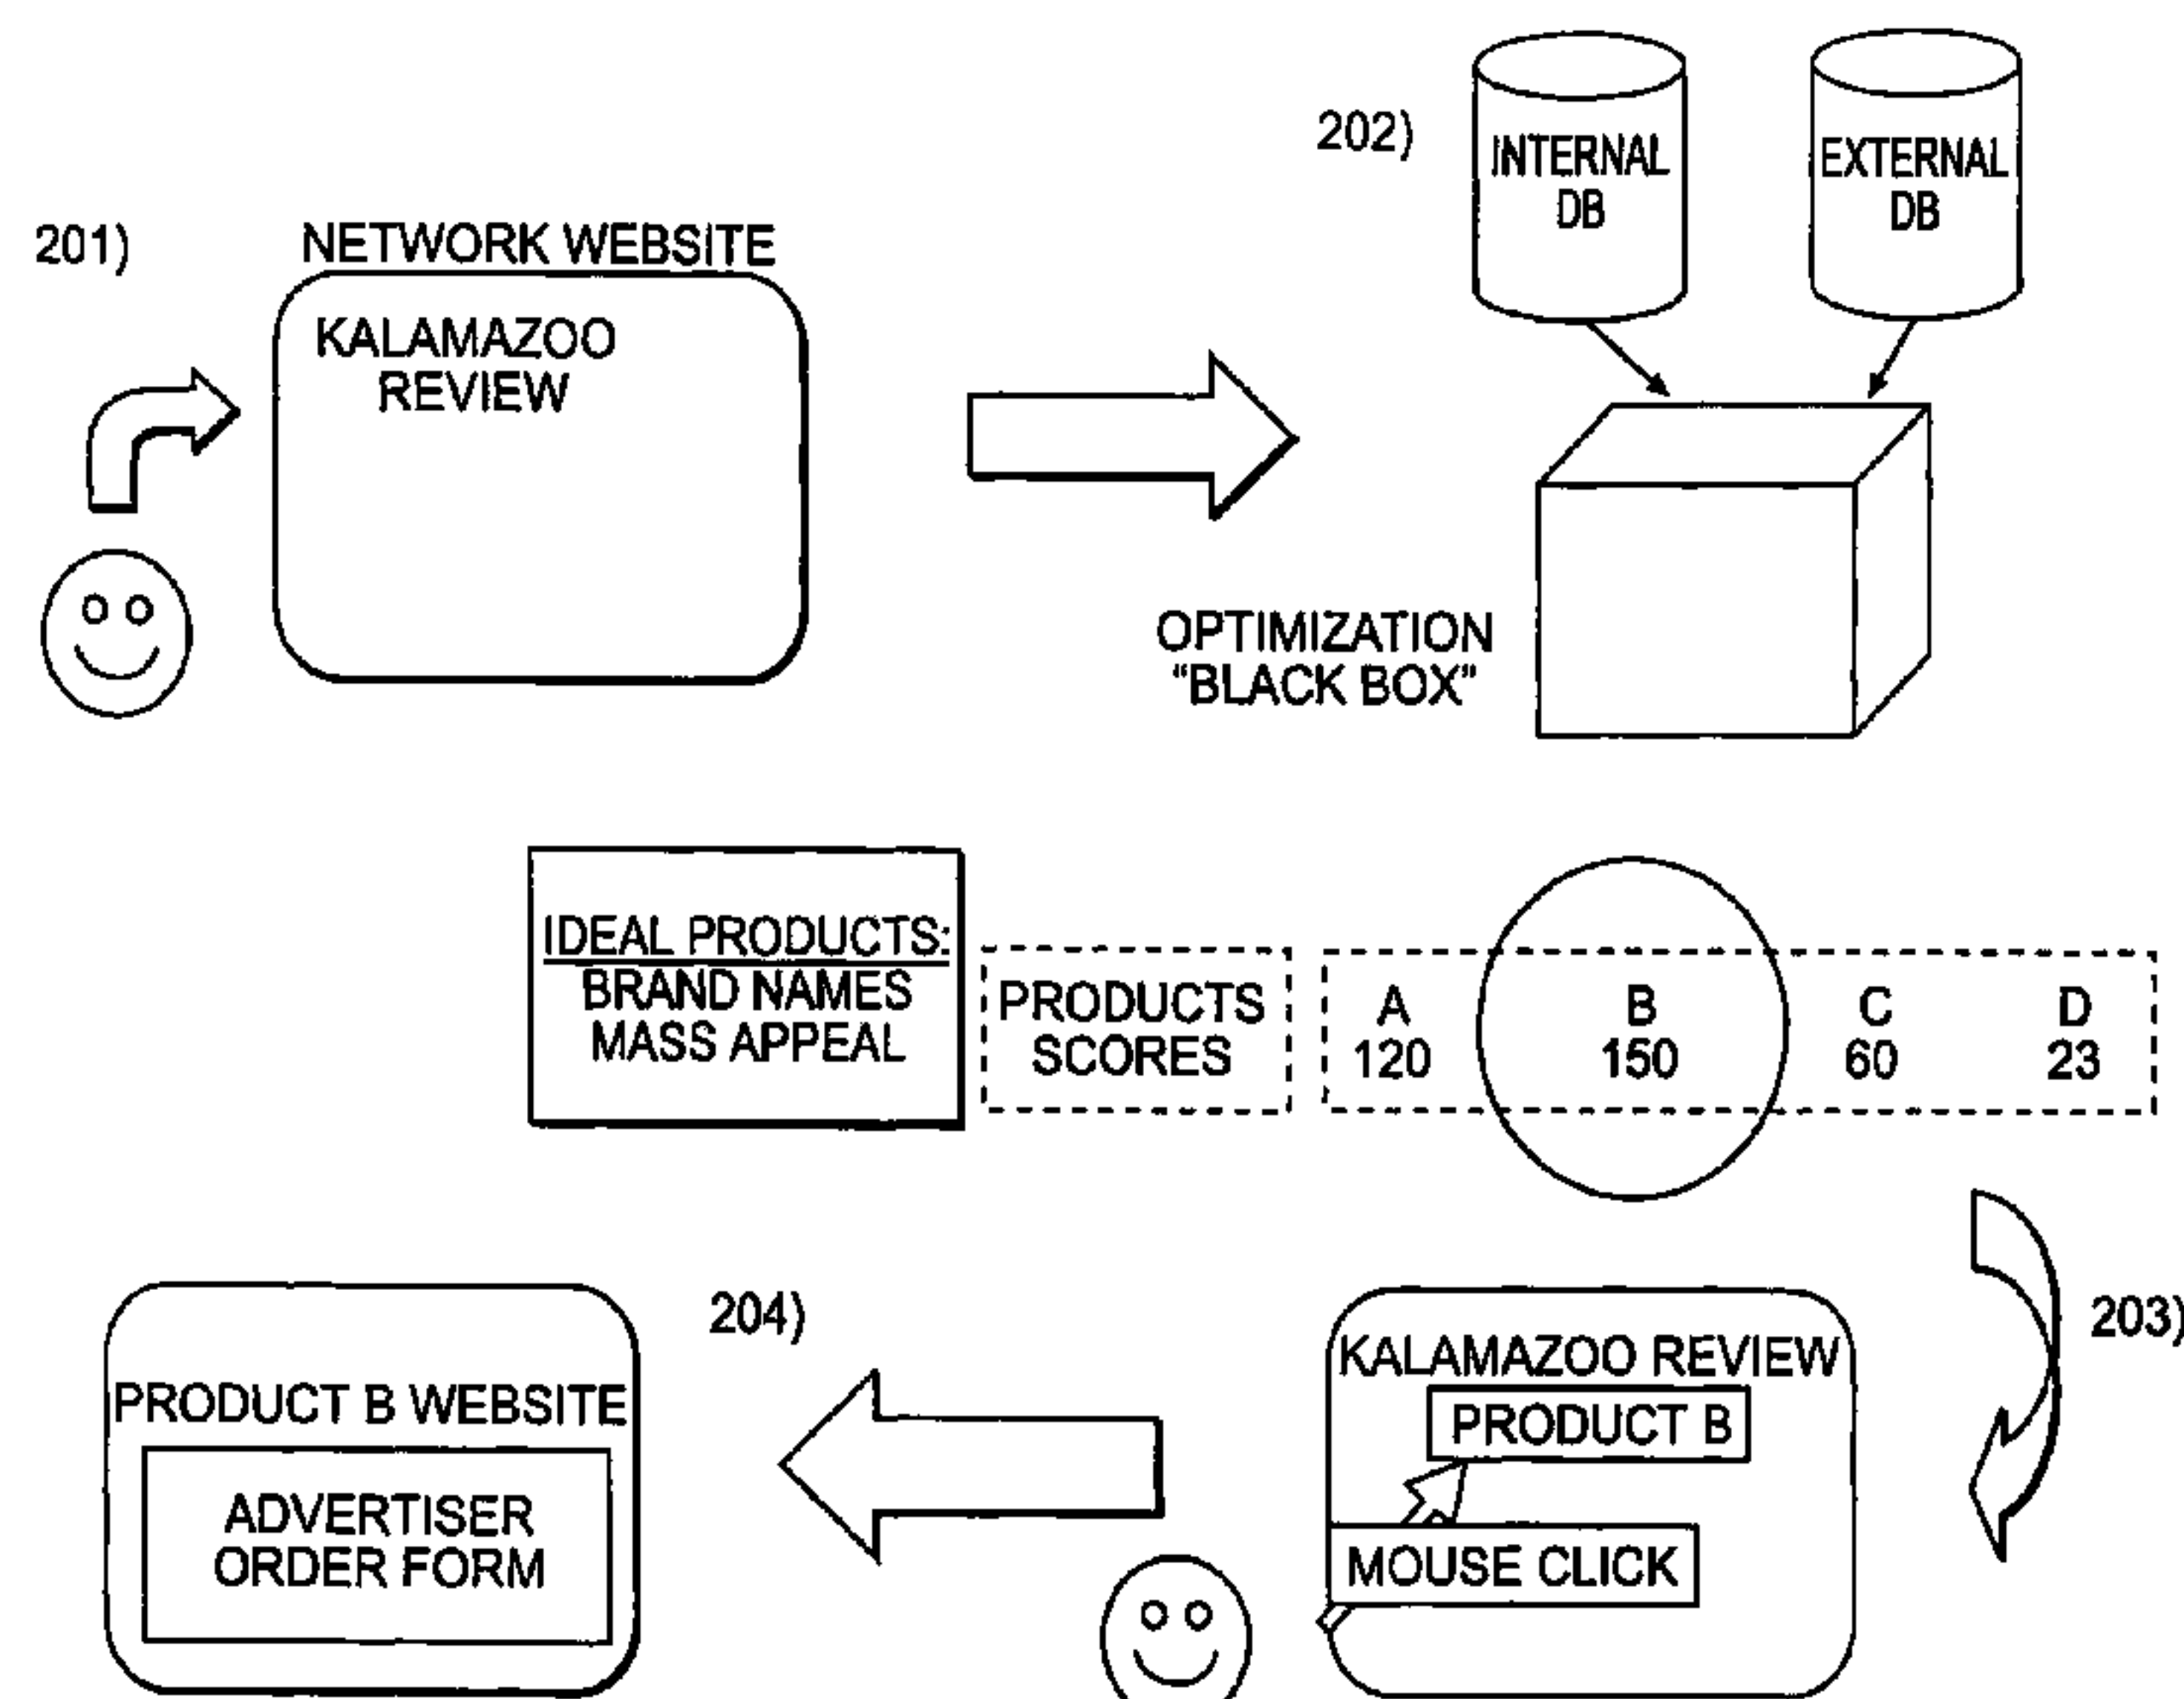 201)
NETWORK WEBSITE
KALAMAZOO
REVIEW
202)
INTERNAL
DB
EXTERNAL
DB
OPTIMIZATION
"BLACK BOX"
IDEAL PRODUCTS:
BRAND NAMES
MASS APPEAL
PRODUCTS
SCORES
A
120
B
150
C
60
D
23
203)
KALAMAZOO REVIEW
PRODUCT B
MOUSE CLICK
204)
PRODUCT B WEBSITE
ADVERTISER
ORDER FORM